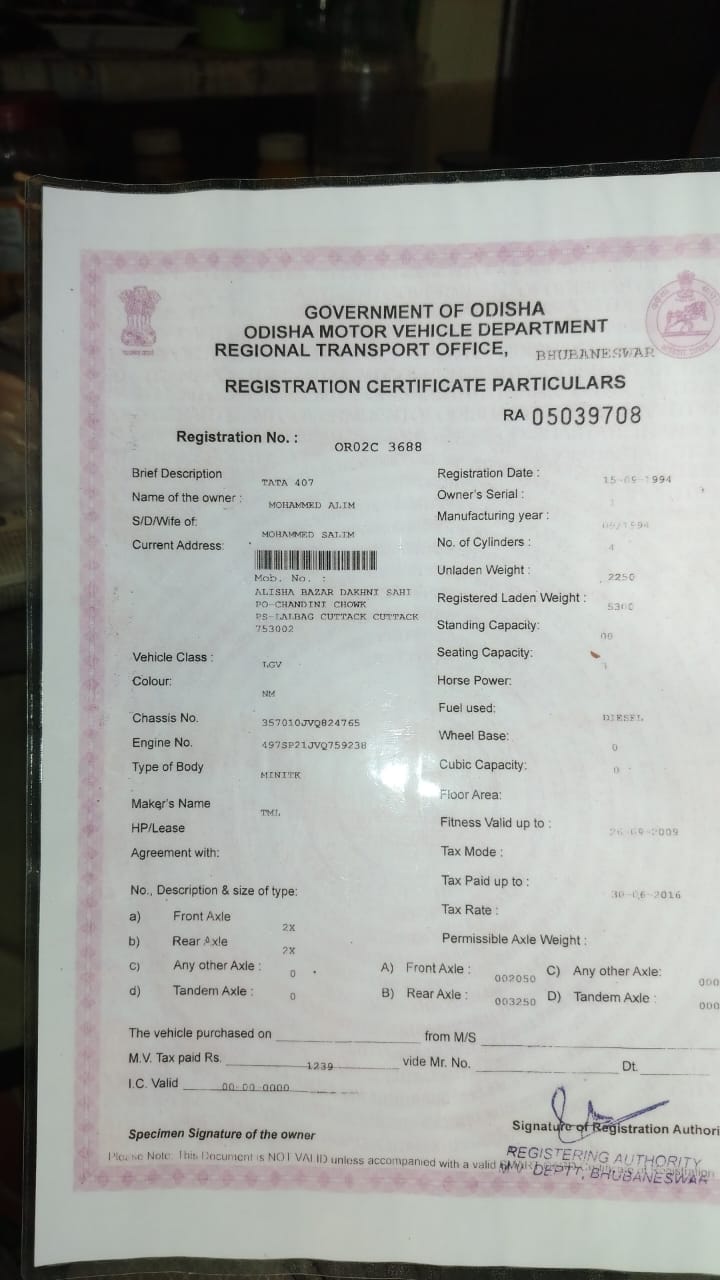 GOVERNMENT OF ODISHA
ODISHA MOTOR VEHICLE DEPARTMENT
REGIONAL TRANSPORT OFFICE, BHUBANESWAR
REGISTRATION CERTIFICATE PARTICULARS
RA 05039708
Registration No. : OR02C 3688
Brief Description TATA 407
Name of the owner : MOHAMMED ALIM
S/D/Wife of: MOHAMMED SALIM
Current Address:
Mob. No. :
ALISHA BAZAR DAKHNI SAHI
PO-CHANDINI CHOWK
PS-LALBAG CUTTACK CUTTACK
753002
Vehicle Class : LGV
Colour: NM
Chassis No. 357010JVQ824765
Engine No. 497SP21JVQ759238
Type of Body MINITK
Maker's Name TML
HP/Lease
Agreement with:
Registration Date : 15-09-1994
Owner's Serial : 1
Manufacturing year : 09/1994
No. of Cylinders : 4
Unladen Weight : 2250
Registered Laden Weight : 5300
Standing Capacity: 00
Seating Capacity:
Horse Power:
Fuel used: DIESEL
Wheel Base: 0
Cubic Capacity: 0
Floor Area:
Fitness Valid up to : 26-09-2009
Tax Mode :
Tax Paid up to : 30-06-2016
Tax Rate :
No., Description & size of type:
a) Front Axle 2X
b) Rear Axle 2X
c) Any other Axle : 0
d) Tandem Axle : 0
Permissible Axle Weight :
A) Front Axle : 002050 C) Any other Axle: 000
B) Rear Axle : 003250 D) Tandem Axle : 000
The vehicle purchased on from M/S
M.V. Tax paid Rs. 1239 vide Mr. No. Dt.
I.C. Valid 00-00-0000
Specimen Signature of the owner
Signature of Registration Authori
REGISTERING AUTHORITY
M.V. DEPTT, BHUBANESWAR
Please Note: This Document is NOT VALID unless accompanied with a valid